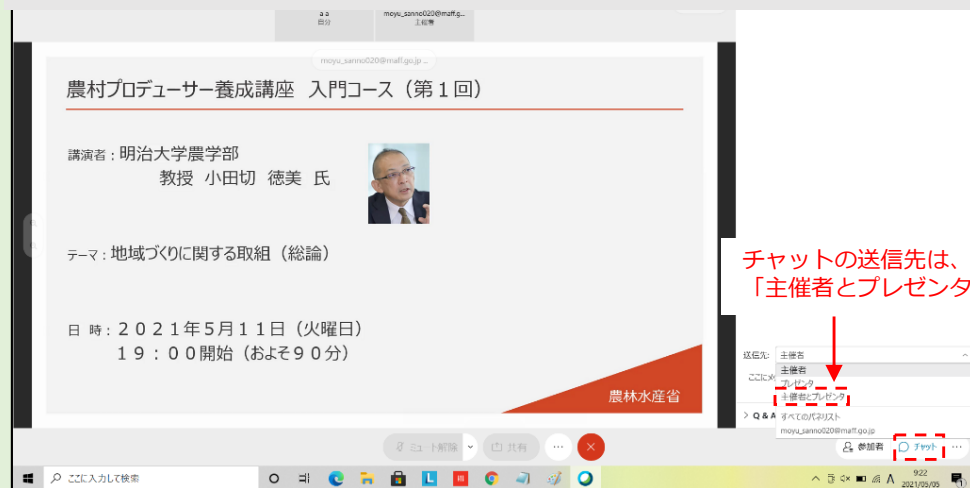 a a
自分
moyu_sanno020@maff.g...
主催者
moyu_sanno020@maff.go.jp ...
農村プロデューサー養成講座 入門コース（第１回）
講演者：明治大学農学部
教授 小田切 徳美 氏
テーマ：地域づくりに関する取組（総論）
日 時：２０２１年５月１１日（火曜日）
１９：００開始（およそ９０分）
農林水産省
チャットの送信先は、
「主催者とプレゼンタ
送信先: 主催者
主催者
ここにメ
プレゼンタ
主催者とプレゼンタ
> Q & A
すべてのパネリスト
moyu_sanno020@maff.go.jp
ミュート解除
共有
参加者
チャット
ここに入力して検索
A
9:22
2021/05/05